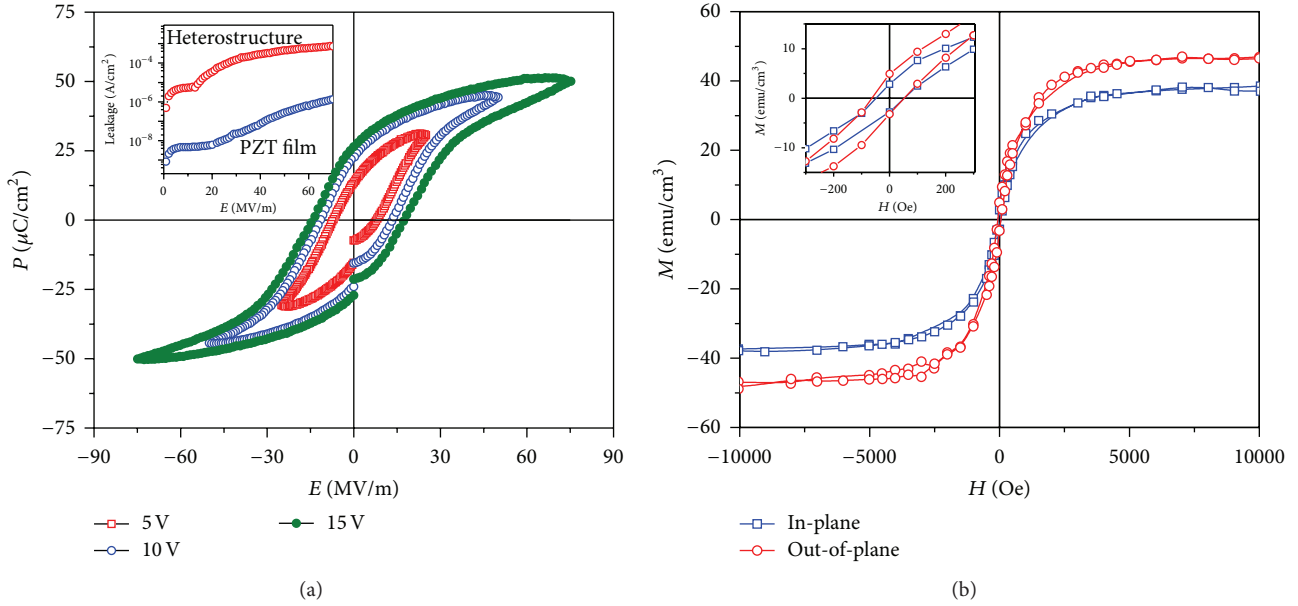 75
50
25
0
−25
−50
−75
P (μC/cm²)
−90
−60
−30
0
30
60
90
E (MV/m)
Heterostructure
PZT film
Leakage (A/cm²)
10⁻⁴
10⁻⁶
10⁻⁸
0
20
40
60
E (MV/m)
5 V
10 V
15 V
(a)
60
40
20
0
−20
−40
−60
M (emu/cm³)
−10000
−5000
0
5000
10000
H (Oe)
10
0
−10
M (emu/cm³)
−200
0
200
H (Oe)
In-plane
Out-of-plane
(b)